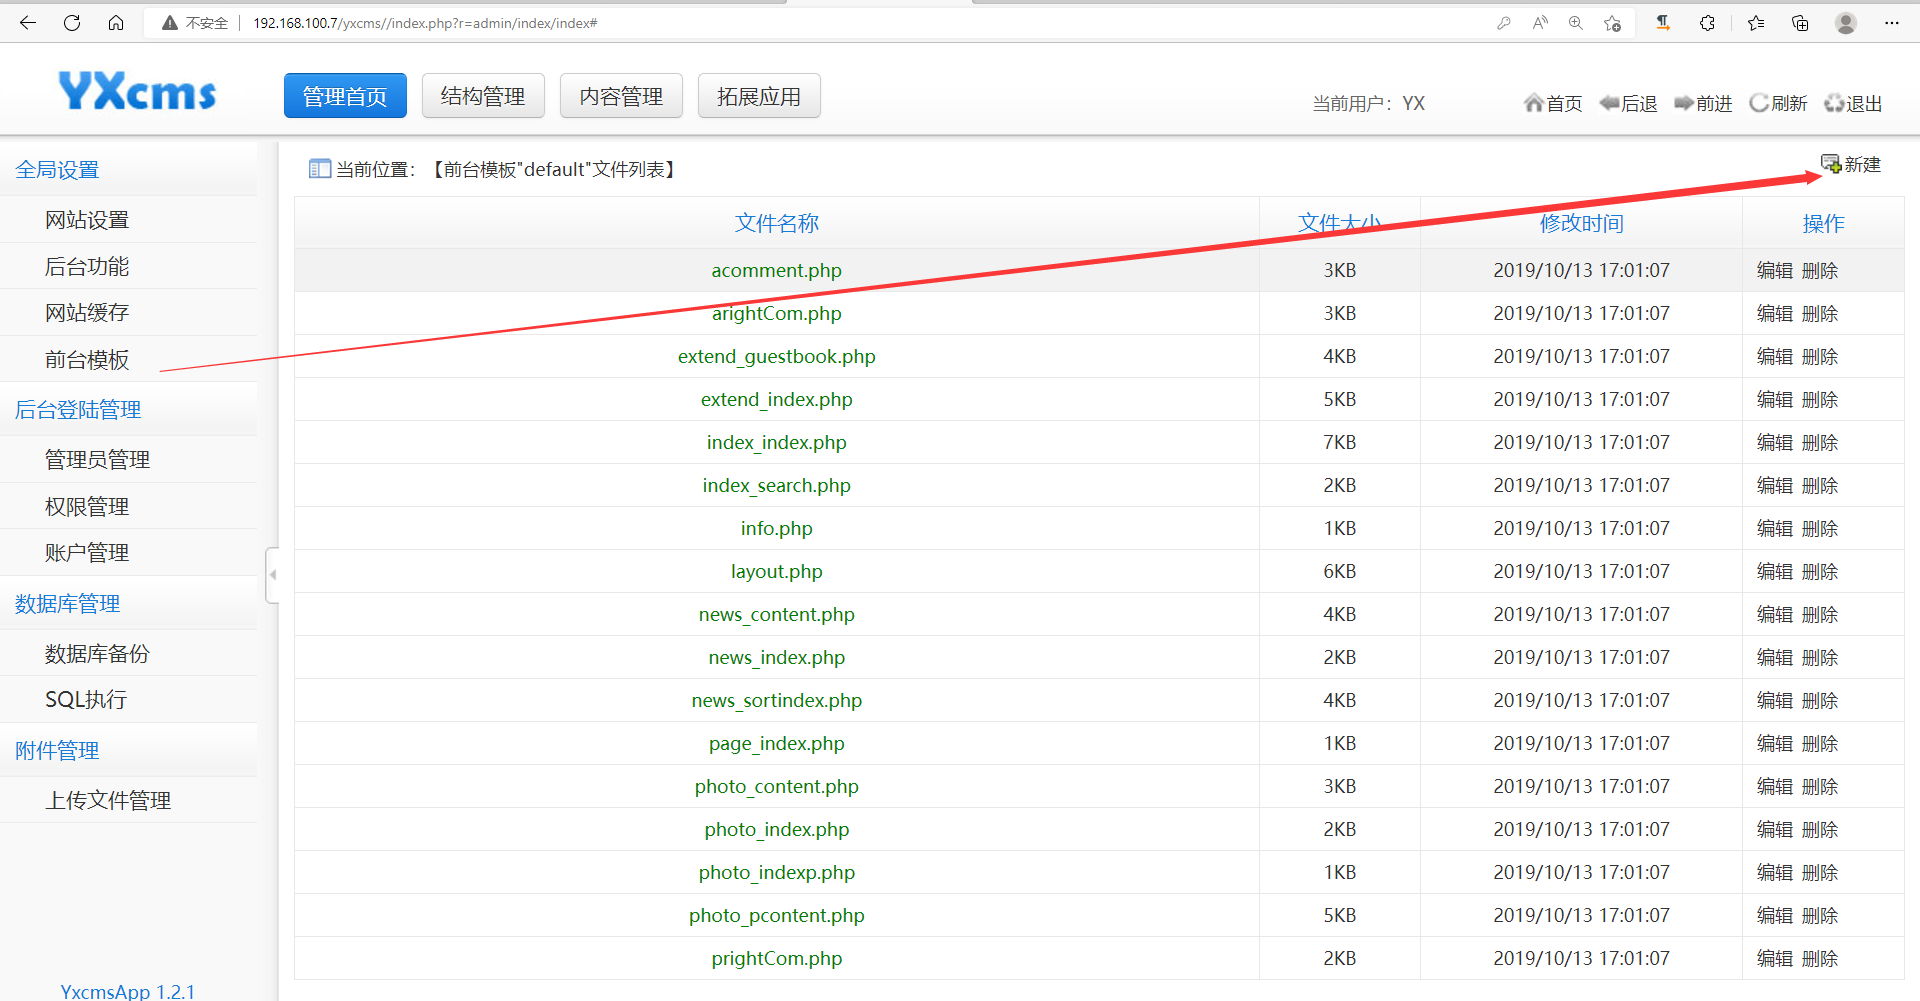 不安全 192.168.100.7/yxcms//index.php?r=admin/index/index#
YXcms
管理首页 结构管理 内容管理 拓展应用
当前用户：YX 首页 后退 前进 刷新 退出
全局设置
网站设置
后台功能
网站缓存
前台模板
后台登陆管理
管理员管理
权限管理
账户管理
数据库管理
数据库备份
SQL执行
附件管理
上传文件管理
YxcmsApp 1.2.1
当前位置：【前台模板"default"文件列表】 新建
文件名称 文件大小 修改时间 操作
acomment.php 3KB 2019/10/13 17:01:07 编辑 删除
arightCom.php 3KB 2019/10/13 17:01:07 编辑 删除
extend_guestbook.php 4KB 2019/10/13 17:01:07 编辑 删除
extend_index.php 5KB 2019/10/13 17:01:07 编辑 删除
index_index.php 7KB 2019/10/13 17:01:07 编辑 删除
index_search.php 2KB 2019/10/13 17:01:07 编辑 删除
info.php 1KB 2019/10/13 17:01:07 编辑 删除
layout.php 6KB 2019/10/13 17:01:07 编辑 删除
news_content.php 4KB 2019/10/13 17:01:07 编辑 删除
news_index.php 2KB 2019/10/13 17:01:07 编辑 删除
news_sortindex.php 4KB 2019/10/13 17:01:07 编辑 删除
page_index.php 1KB 2019/10/13 17:01:07 编辑 删除
photo_content.php 3KB 2019/10/13 17:01:07 编辑 删除
photo_index.php 2KB 2019/10/13 17:01:07 编辑 删除
photo_indexp.php 1KB 2019/10/13 17:01:07 编辑 删除
photo_pcontent.php 5KB 2019/10/13 17:01:07 编辑 删除
prightCom.php 2KB 2019/10/13 17:01:07 编辑 删除